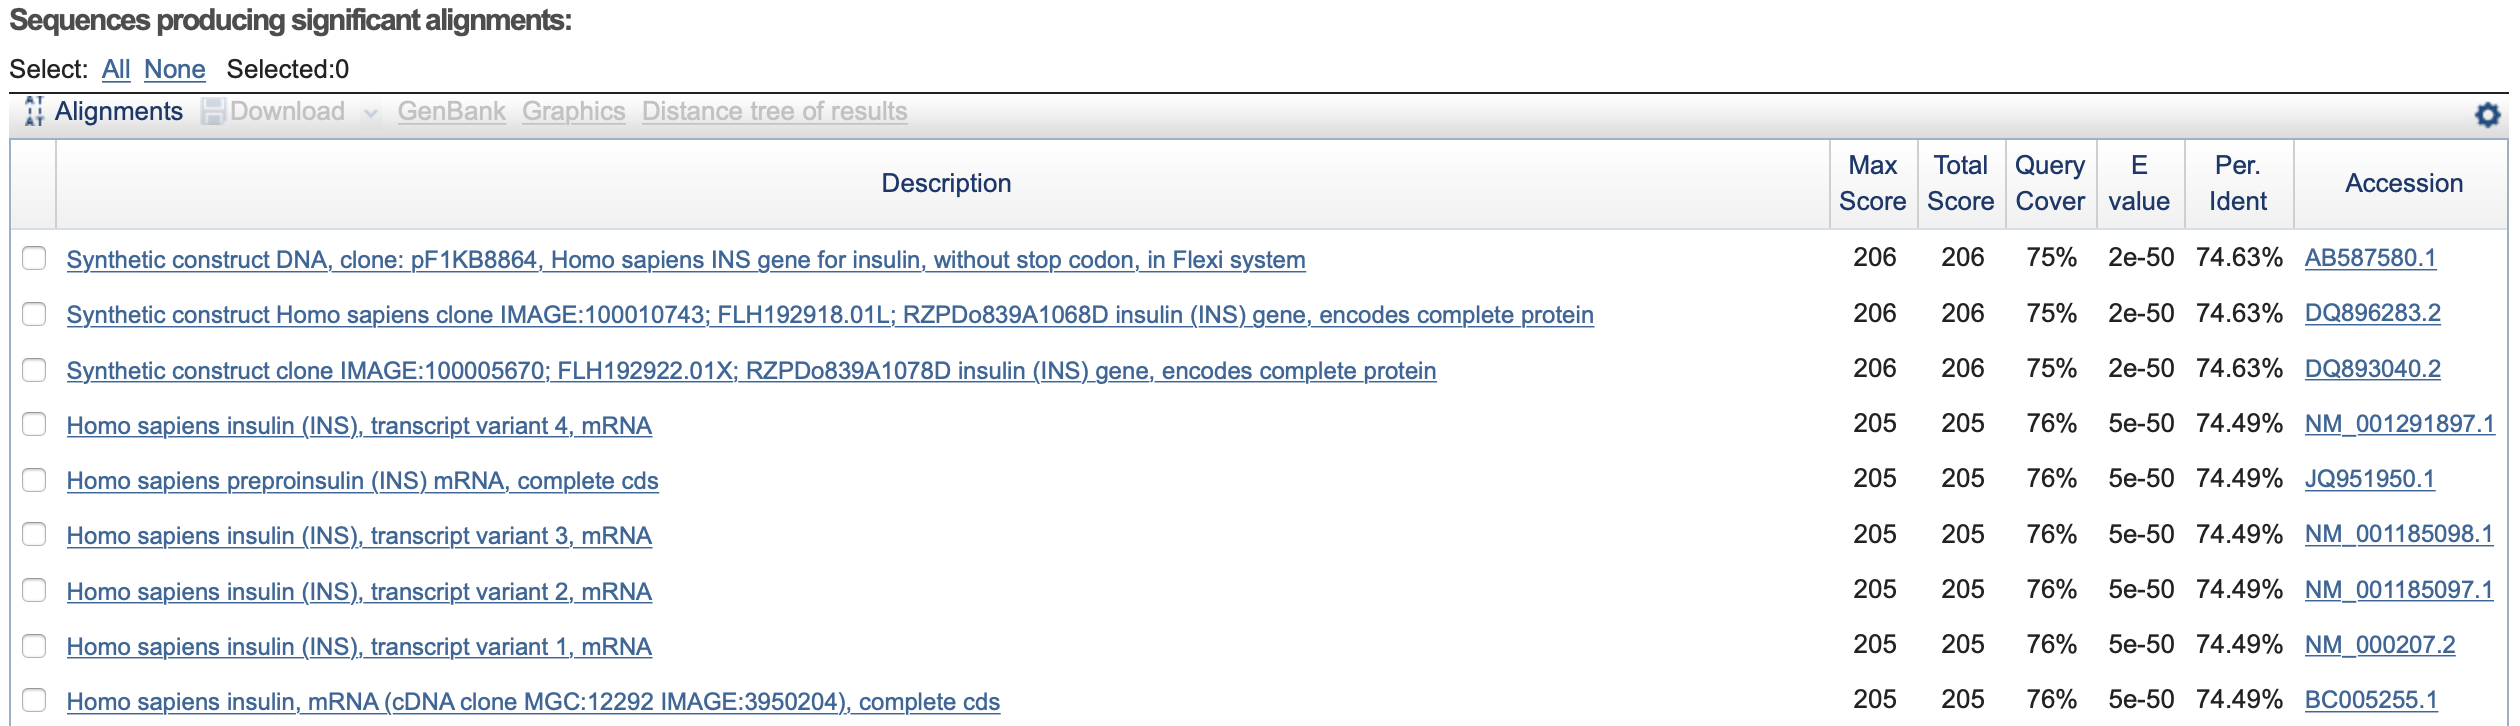 Sequences producing significant alignments:
Select: All None Selected:0
Alignments Download GenBank Graphics Distance tree of results
Description Max Score Total Score Query Cover E value Per. Ident Accession
Synthetic construct DNA, clone: pF1KB8864, Homo sapiens INS gene for insulin, without stop codon, in Flexi system 206 206 75% 2e-50 74.63% AB587580.1
Synthetic construct Homo sapiens clone IMAGE:100010743; FLH192918.01L; RZPDo839A1068D insulin (INS) gene, encodes complete protein 206 206 75% 2e-50 74.63% DQ896283.2
Synthetic construct clone IMAGE:100005670; FLH192922.01X; RZPDo839A1078D insulin (INS) gene, encodes complete protein 206 206 75% 2e-50 74.63% DQ893040.2
Homo sapiens insulin (INS), transcript variant 4, mRNA 205 205 76% 5e-50 74.49% NM_001291897.1
Homo sapiens preproinsulin (INS) mRNA, complete cds 205 205 76% 5e-50 74.49% JQ951950.1
Homo sapiens insulin (INS), transcript variant 3, mRNA 205 205 76% 5e-50 74.49% NM_001185098.1
Homo sapiens insulin (INS), transcript variant 2, mRNA 205 205 76% 5e-50 74.49% NM_001185097.1
Homo sapiens insulin (INS), transcript variant 1, mRNA 205 205 76% 5e-50 74.49% NM_000207.2
Homo sapiens insulin, mRNA (cDNA clone MGC:12292 IMAGE:3950204), complete cds 205 205 76% 5e-50 74.49% BC005255.1